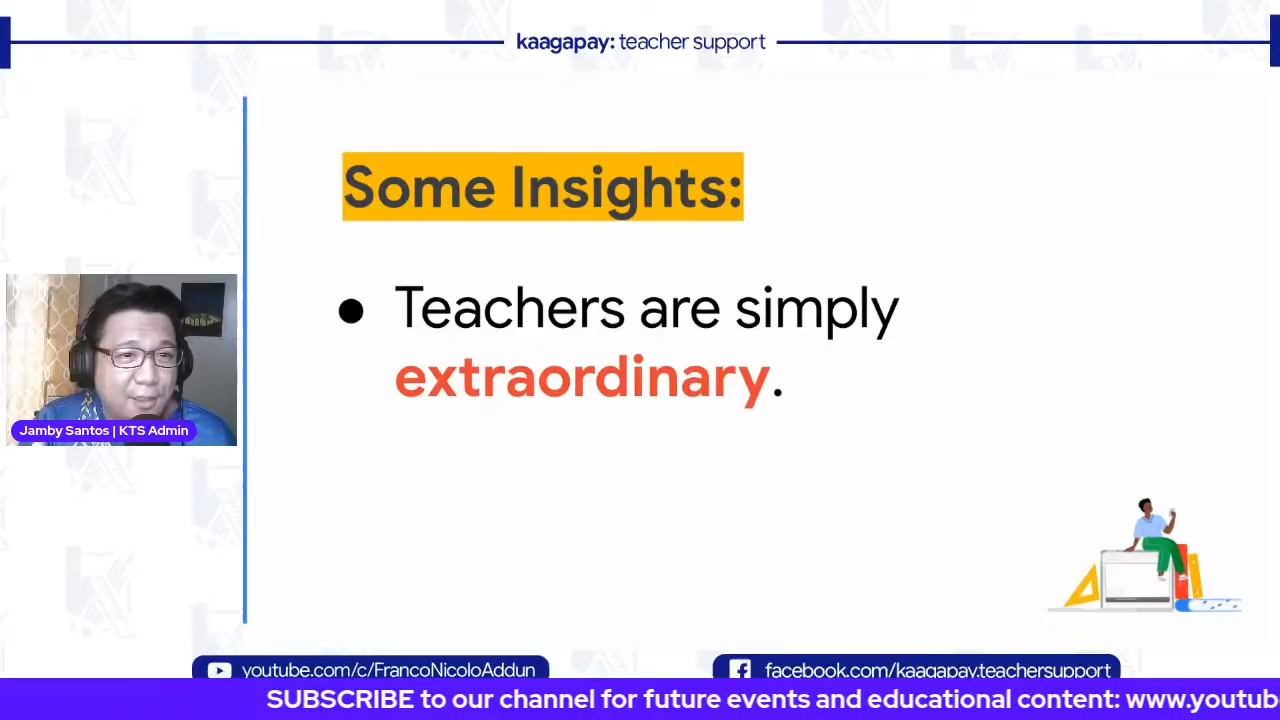 kaagapay: teacher support
Some Insights:
● Teachers are simply
extraordinary.
Jamby Santos | KTS Admin
youtube.com/c/FrancoNicoloAddun
facebook.com/kaagapay.teachersupport
SUBSCRIBE to our channel for future events and educational content: www.youtub